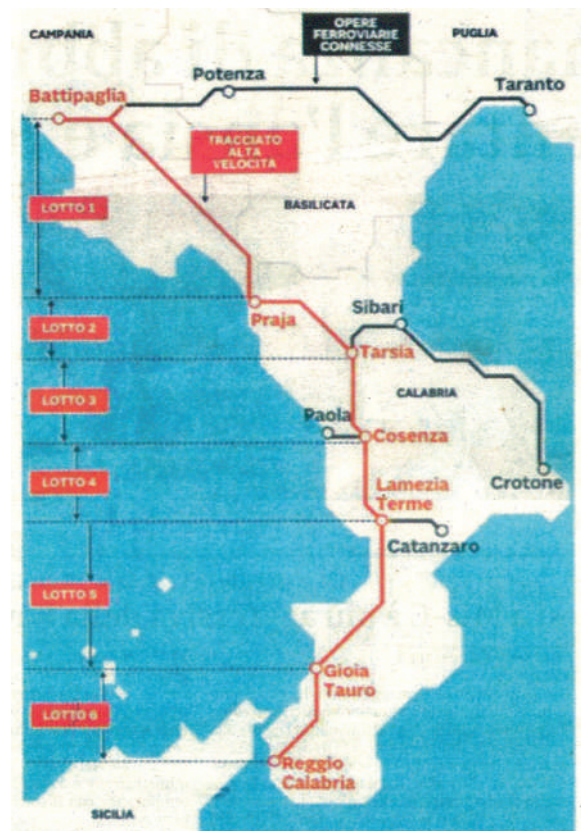 CAMPANIA
OPERE
FERROVIARIE
CONNESSE
PUGLIA
Potenza
Taranto
Battipaglia
TRACCIATO
ALTA
VELOCITA
LOTTO 1
BASILICATA
Praja
Sibari
LOTTO 2
Tarsia
LOTTO 3
CALABRIA
Paola
Cosenza
LOTTO 4
Lamezia
Terme
Crotone
Catanzaro
LOTTO 5
Gioia
Tauro
LOTTO 6
Reggio
Calabria
SICILIA